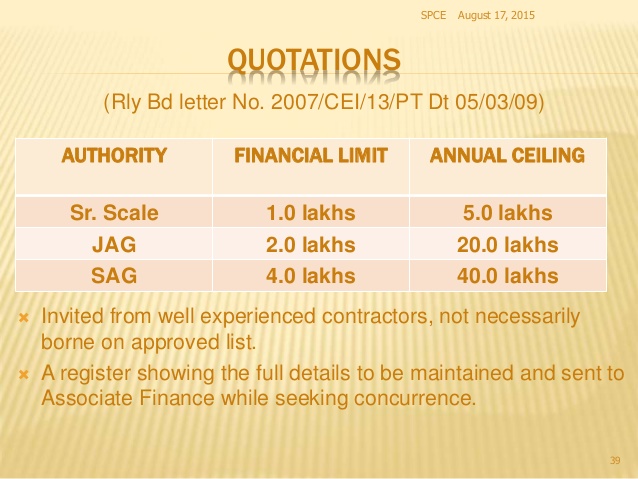 SPCE August 17, 2015
QUOTATIONS
(Rly Bd letter No. 2007/CEI/13/PT Dt 05/03/09)
AUTHORITY FINANCIAL LIMIT ANNUAL CEILING
Sr. Scale 1.0 lakhs 5.0 lakhs
JAG 2.0 lakhs 20.0 lakhs
SAG 4.0 lakhs 40.0 lakhs
Invited from well experienced contractors, not necessarily
borne on approved list.
A register showing the full details to be maintained and sent to
Associate Finance while seeking concurrence.
39